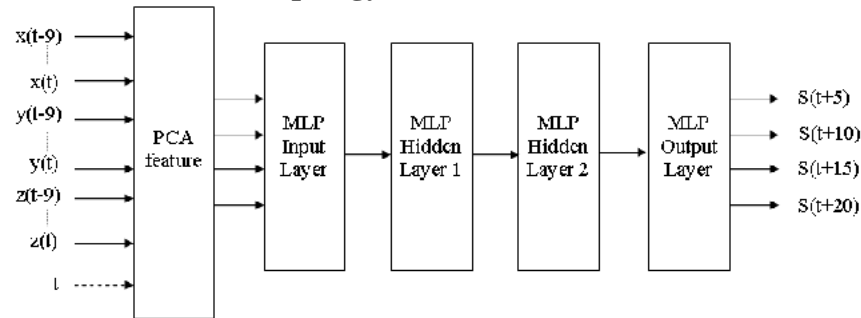 x(t-9)
x(t)
y(t-9)
y(t)
z(t-9)
z(t)
PCA
feature
MLP
Input
Layer
MLP
Hidden
Layer 1
MLP
Hidden
Layer 2
MLP
Output
Layer
S(t+5)
S(t+10)
S(t+15)
S(t+20)